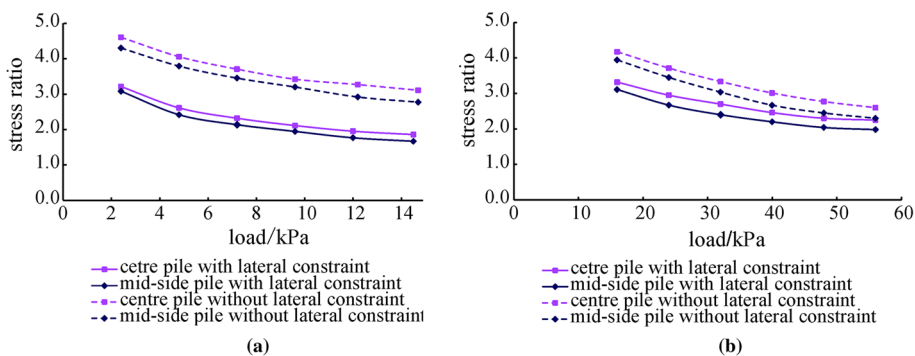 5.0
4.0
3.0
2.0
1.0
0.0
stress ratio
0 2 4 6 8 10 12 14
load/kPa
cetre pile with lateral constraint
mid-side pile with lateral constraint
centre pile without lateral constraint
mid-side pile without lateral constraint
(a)
5.0
4.0
3.0
2.0
1.0
0.0
stress ratio
0 10 20 30 40 50 60
load/kPa
cetre pile with lateral constraint
mid-side pile with lateral constraint
centre pile without lateral constraint
mid-side pile without lateral constraint
(b)